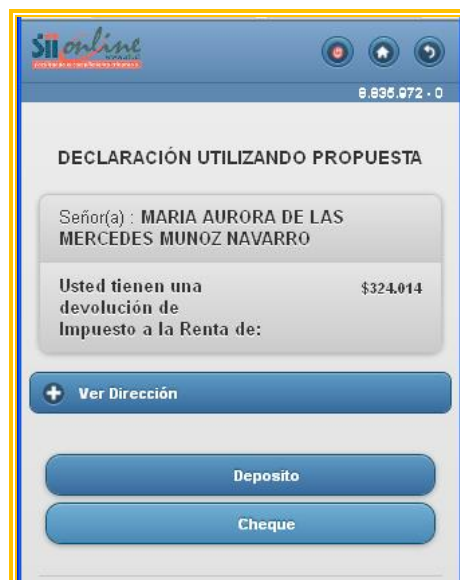 SII online
8.835.972 - 0
DECLARACIÓN UTILIZANDO PROPUESTA
Señor(a) : MARIA AURORA DE LAS
MERCEDES MUNOZ NAVARRO
Usted tienen una
devolución de
Impuesto a la Renta de:
$324.014
Ver Dirección
Deposito
Cheque